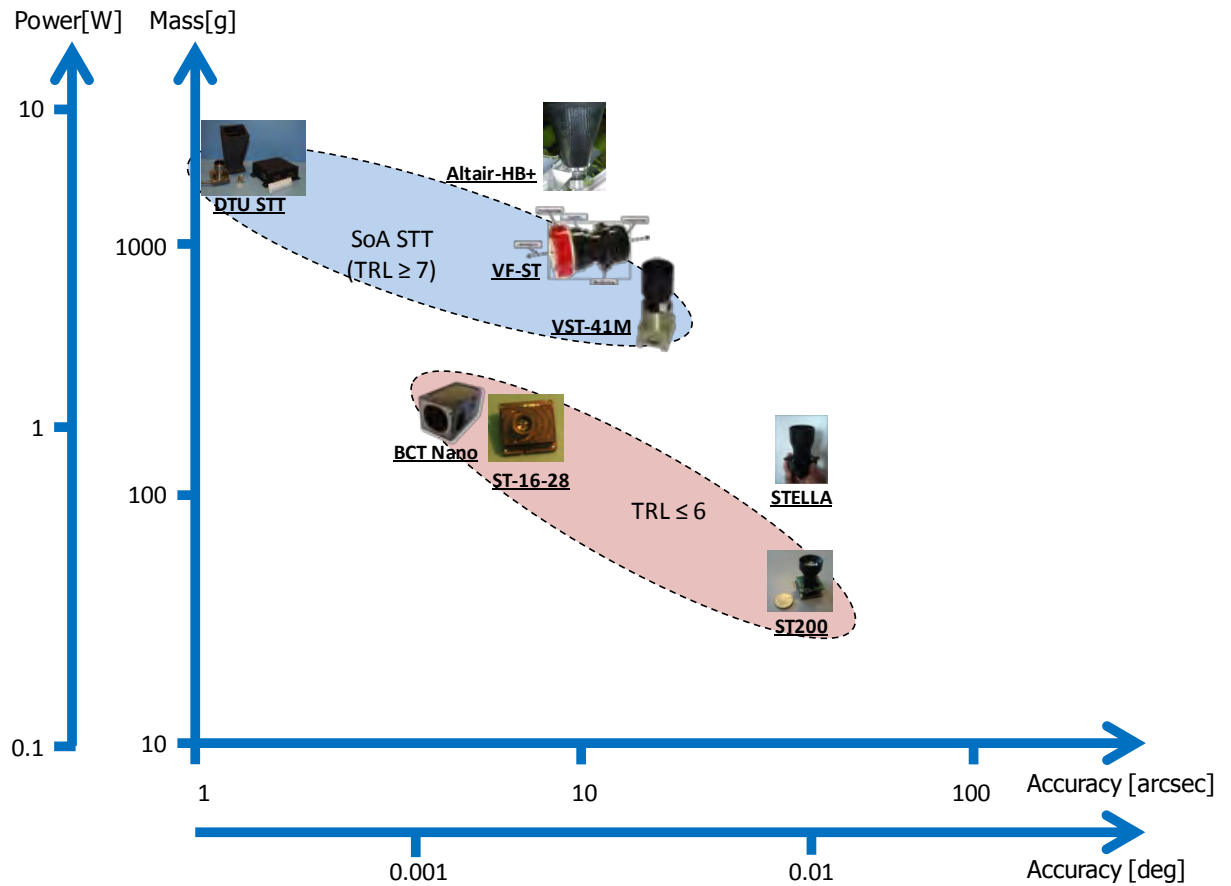 Power[W]
Mass[g]
10
Altair-HB+
DTU STT
SoA STT
(TRL ≥ 7)
1000
VF-ST
VST-41M
1
BCT Nano
ST-16-28
100
STELLA
TRL ≤ 6
ST200
0.1
10
1
10
100
Accuracy [arcsec]
0.001
0.01
Accuracy [deg]